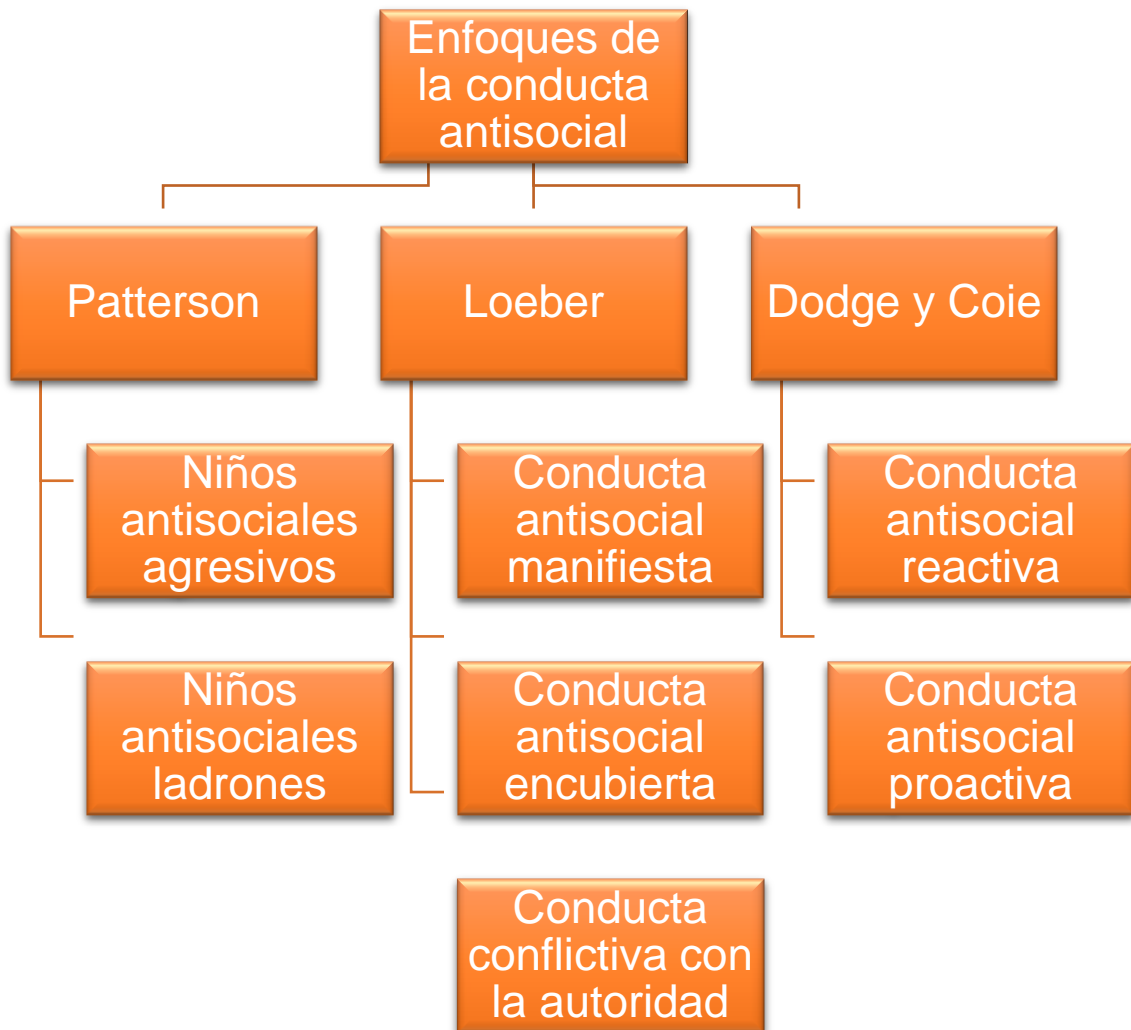 Enfoques de
la conducta
antisocial
Patterson
Loeber
Dodge y Coie
Niños
antisociales
agresivos
Conducta
antisocial
manifiesta
Conducta
antisocial
reactiva
Niños
antisociales
ladrones
Conducta
antisocial
encubierta
Conducta
antisocial
proactiva
Conducta
conflictiva con
la autoridad